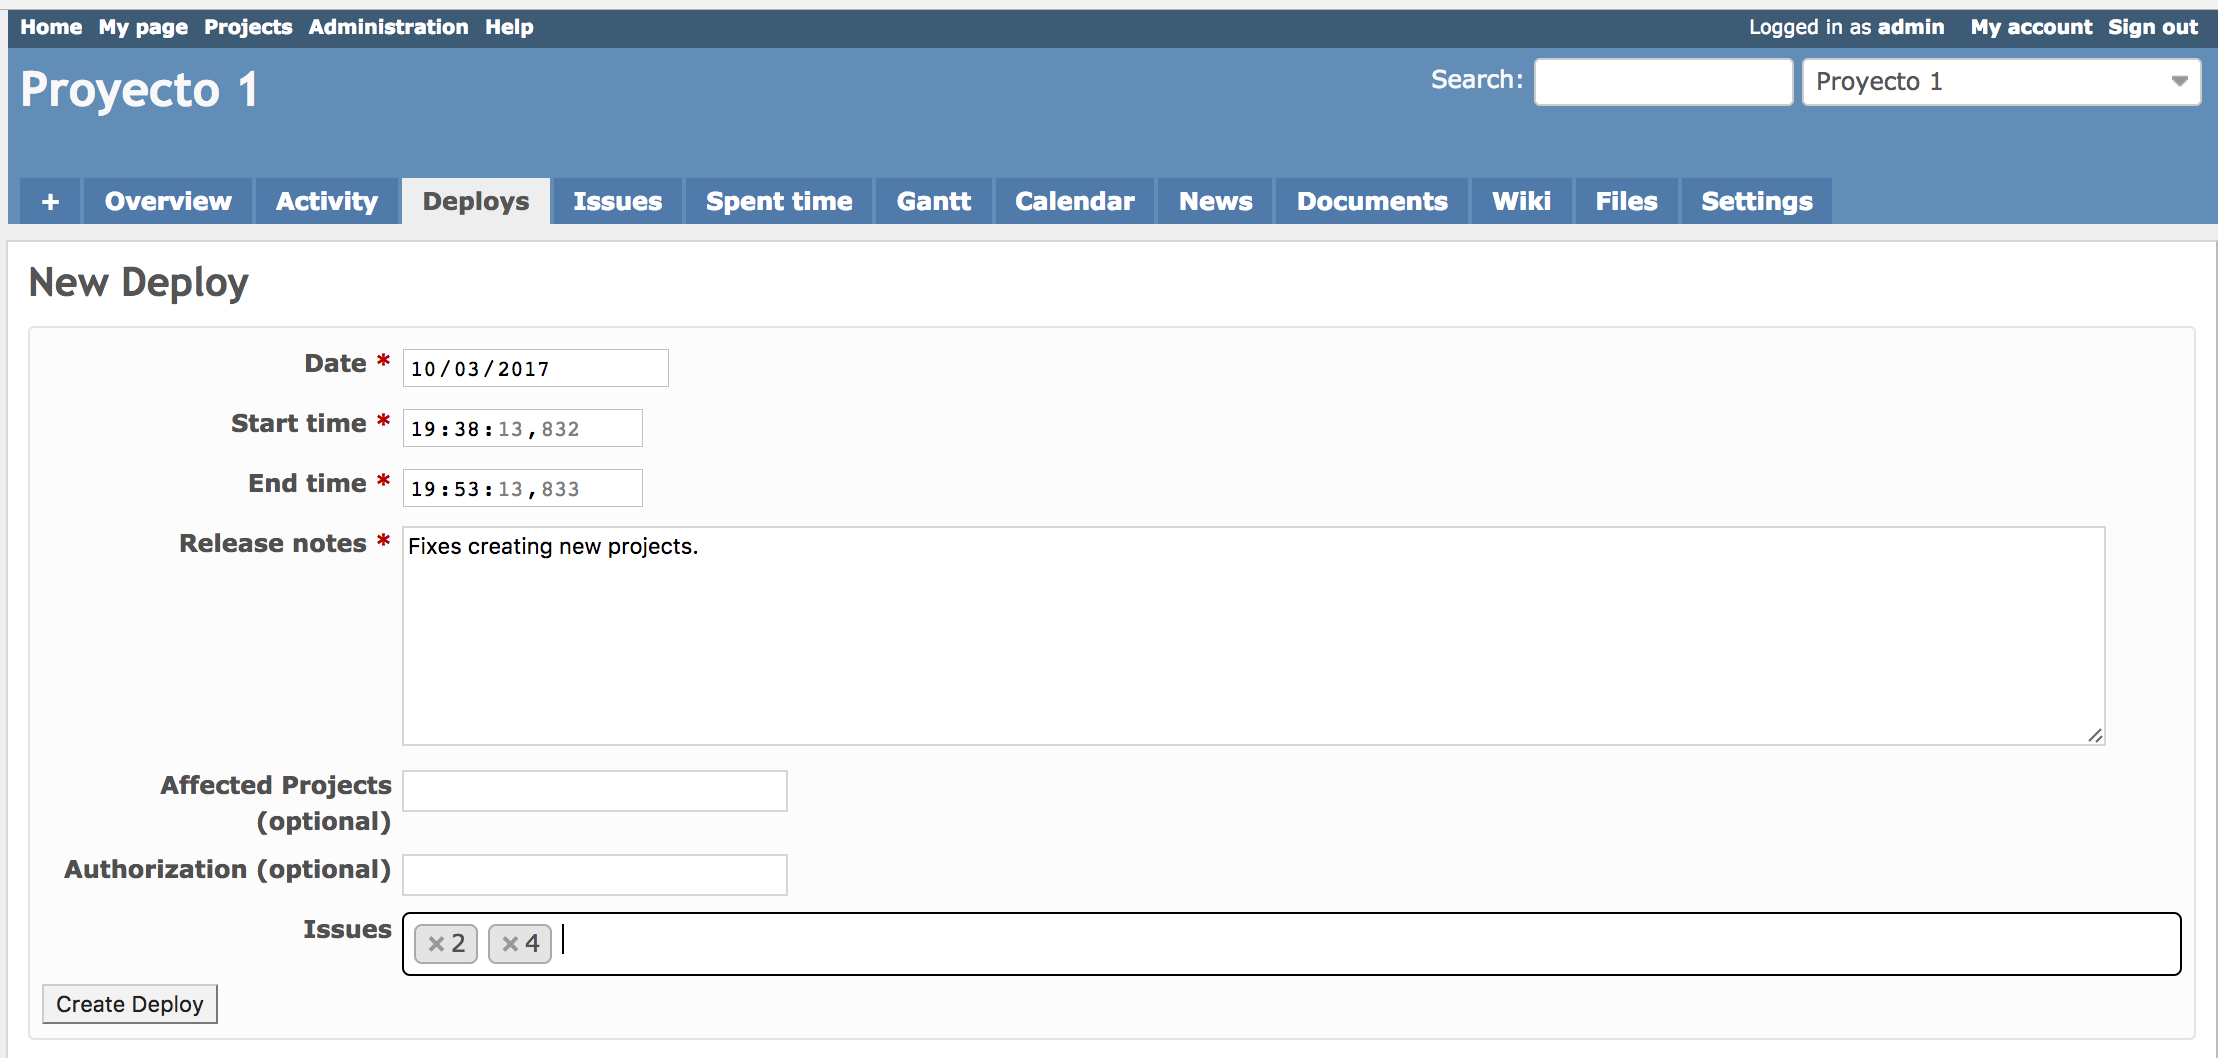 Home My page Projects Administration Help Logged in as admin My account Sign out
Proyecto 1 Search: Proyecto 1
+ Overview Activity Deploys Issues Spent time Gantt Calendar News Documents Wiki Files Settings
New Deploy
Date * 10/03/2017
Start time * 19:38:13,832
End time * 19:53:13,833
Release notes * Fixes creating new projects.
Affected Projects
(optional)
Authorization (optional)
Issues ×2 ×4
Create Deploy